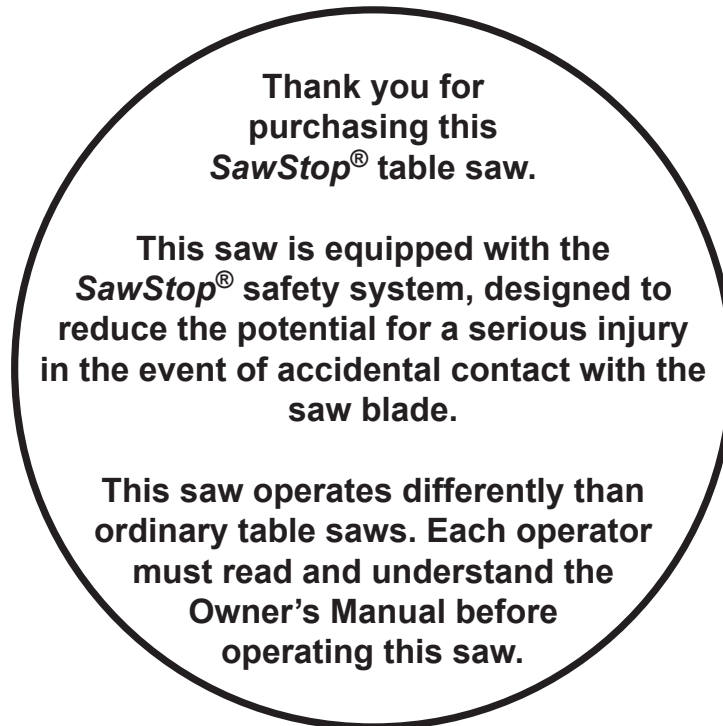 Thank you for
purchasing this
SawStop® table saw.
This saw is equipped with the
SawStop® safety system, designed to
reduce the potential for a serious injury
in the event of accidental contact with the
saw blade.
This saw operates differently than
ordinary table saws. Each operator
must read and understand the
Owner’s Manual before
operating this saw.